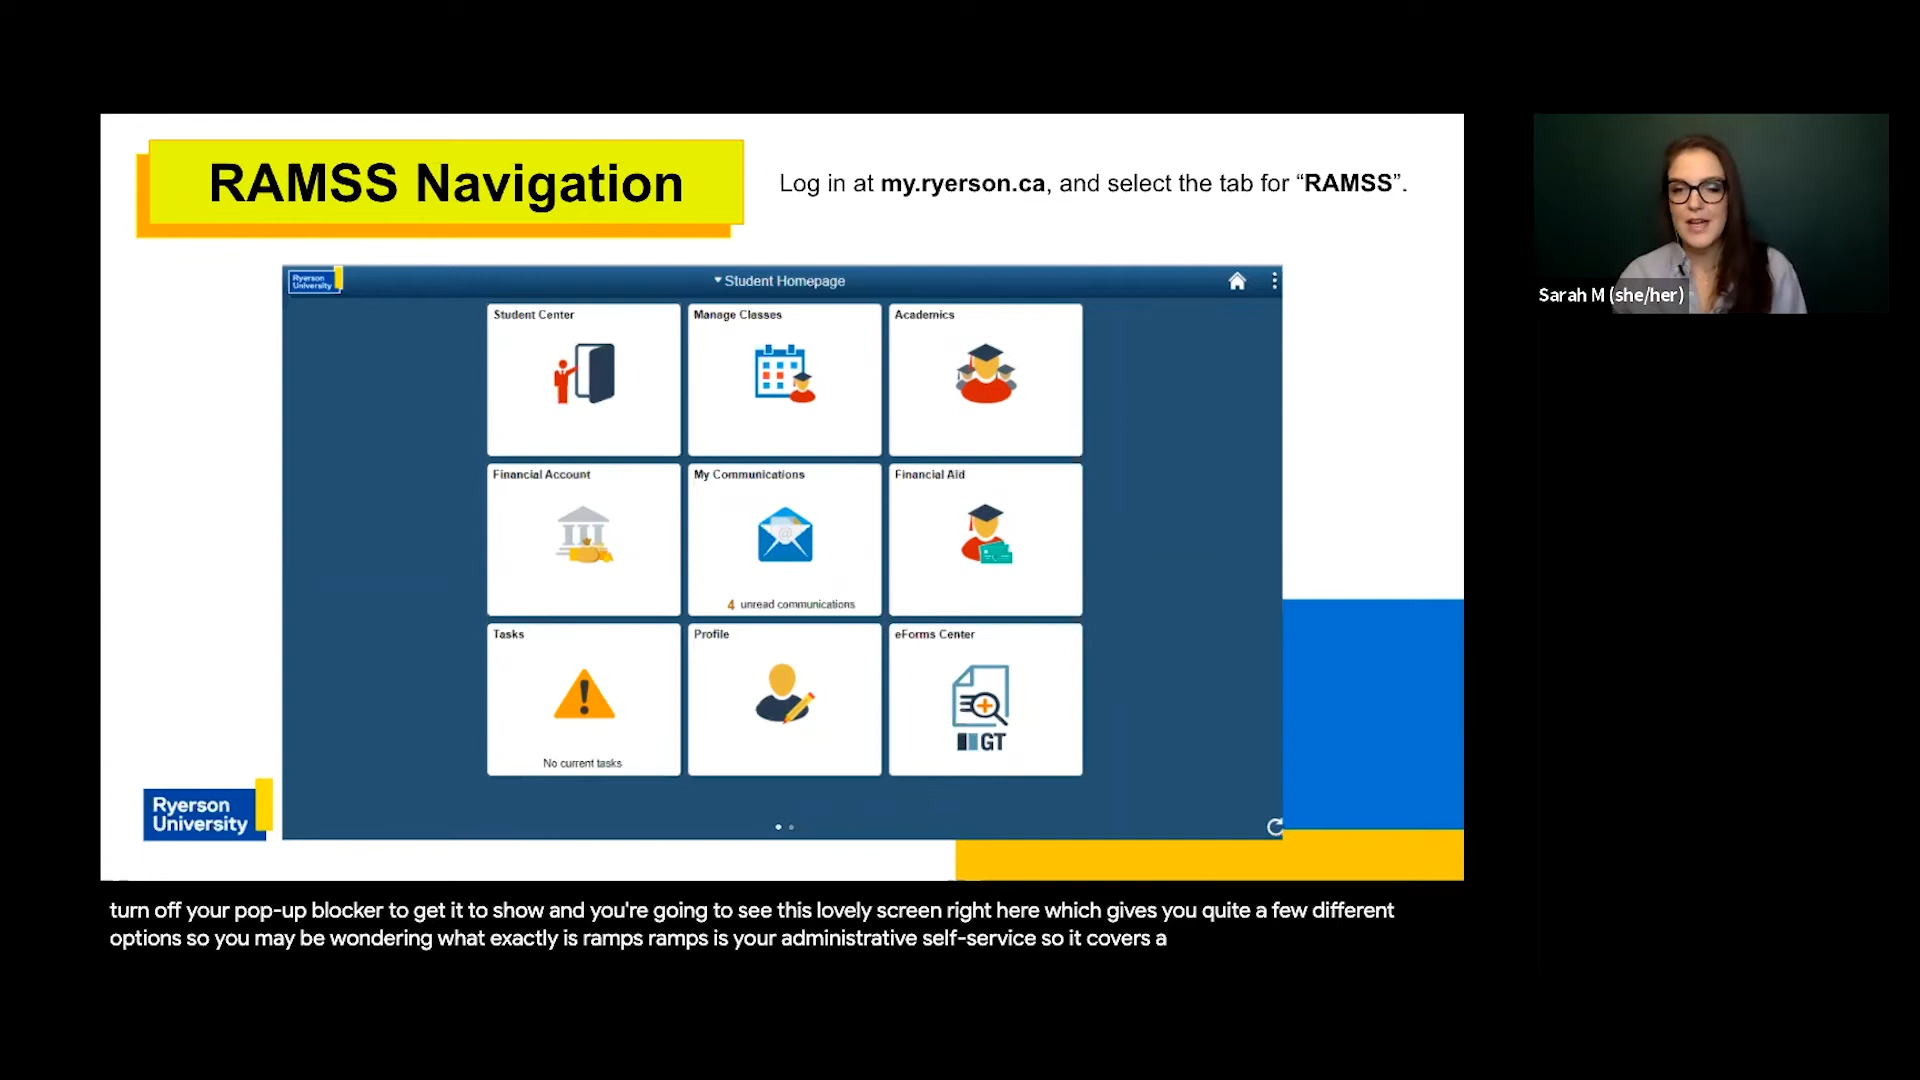 RAMSS Navigation
Log in at my.ryerson.ca, and select the tab for “RAMSS”.
Ryerson
University
Student Homepage
Student Center
Manage Classes
Academics
Financial Account
My Communications
Financial Aid
4 unread communications
Tasks
Profile
eForms Center
GT
No current tasks
Ryerson
University
Sarah M (she/her)
turn off your pop-up blocker to get it to show and you're going to see this lovely screen right here which gives you quite a few different
options so you may be wondering what exactly is ramps ramps is your administrative self-service so it covers a